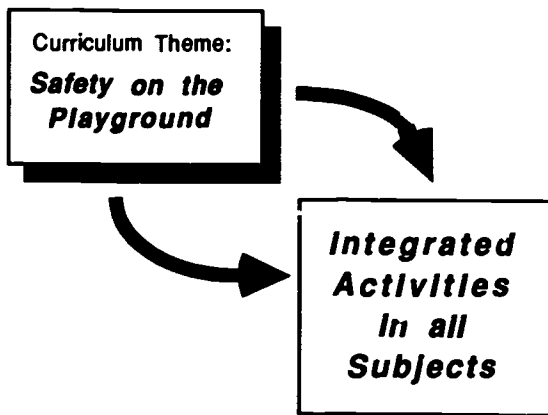 Curriculum Theme:
Safety on the
Playground
Integrated
Activities
in all
Subjects